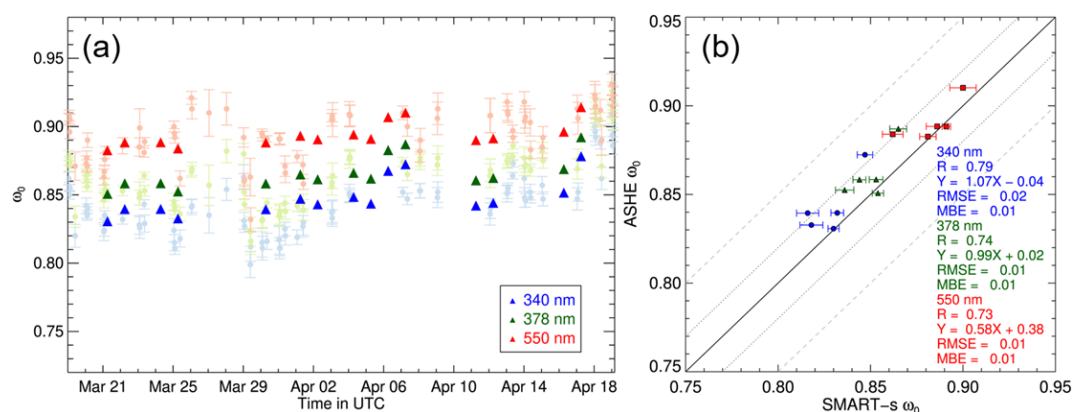 (a)
0.95
0.90
0.85
0.80
0.75
ω₀
340 nm
378 nm
550 nm
Mar 21 Mar 25 Mar 29 Apr 02 Apr 06 Apr 10 Apr 14 Apr 18
Time in UTC
(b)
0.95
0.90
0.85
0.80
0.75
ASHE ω₀
340 nm
R = 0.79
Y = 1.07X − 0.04
RMSE = 0.02
MBE = 0.01
378 nm
R = 0.74
Y = 0.99X + 0.02
RMSE = 0.01
MBE = 0.01
550 nm
R = 0.73
Y = 0.58X + 0.38
RMSE = 0.01
MBE = 0.01
0.75 0.80 0.85 0.90 0.95
SMART−s ω₀